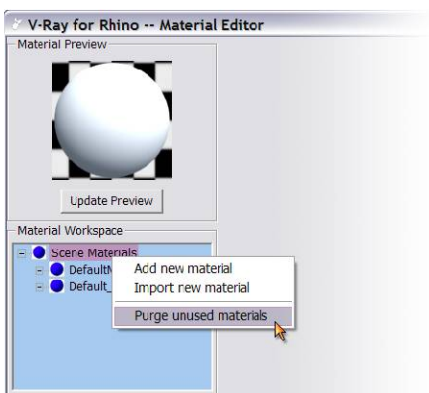 V-Ray for Rhino -- Material Editor
Material Preview
Update Preview
Material Workspace
Scene Materials
Add new material
Import new material
Default_
Purge unused materials